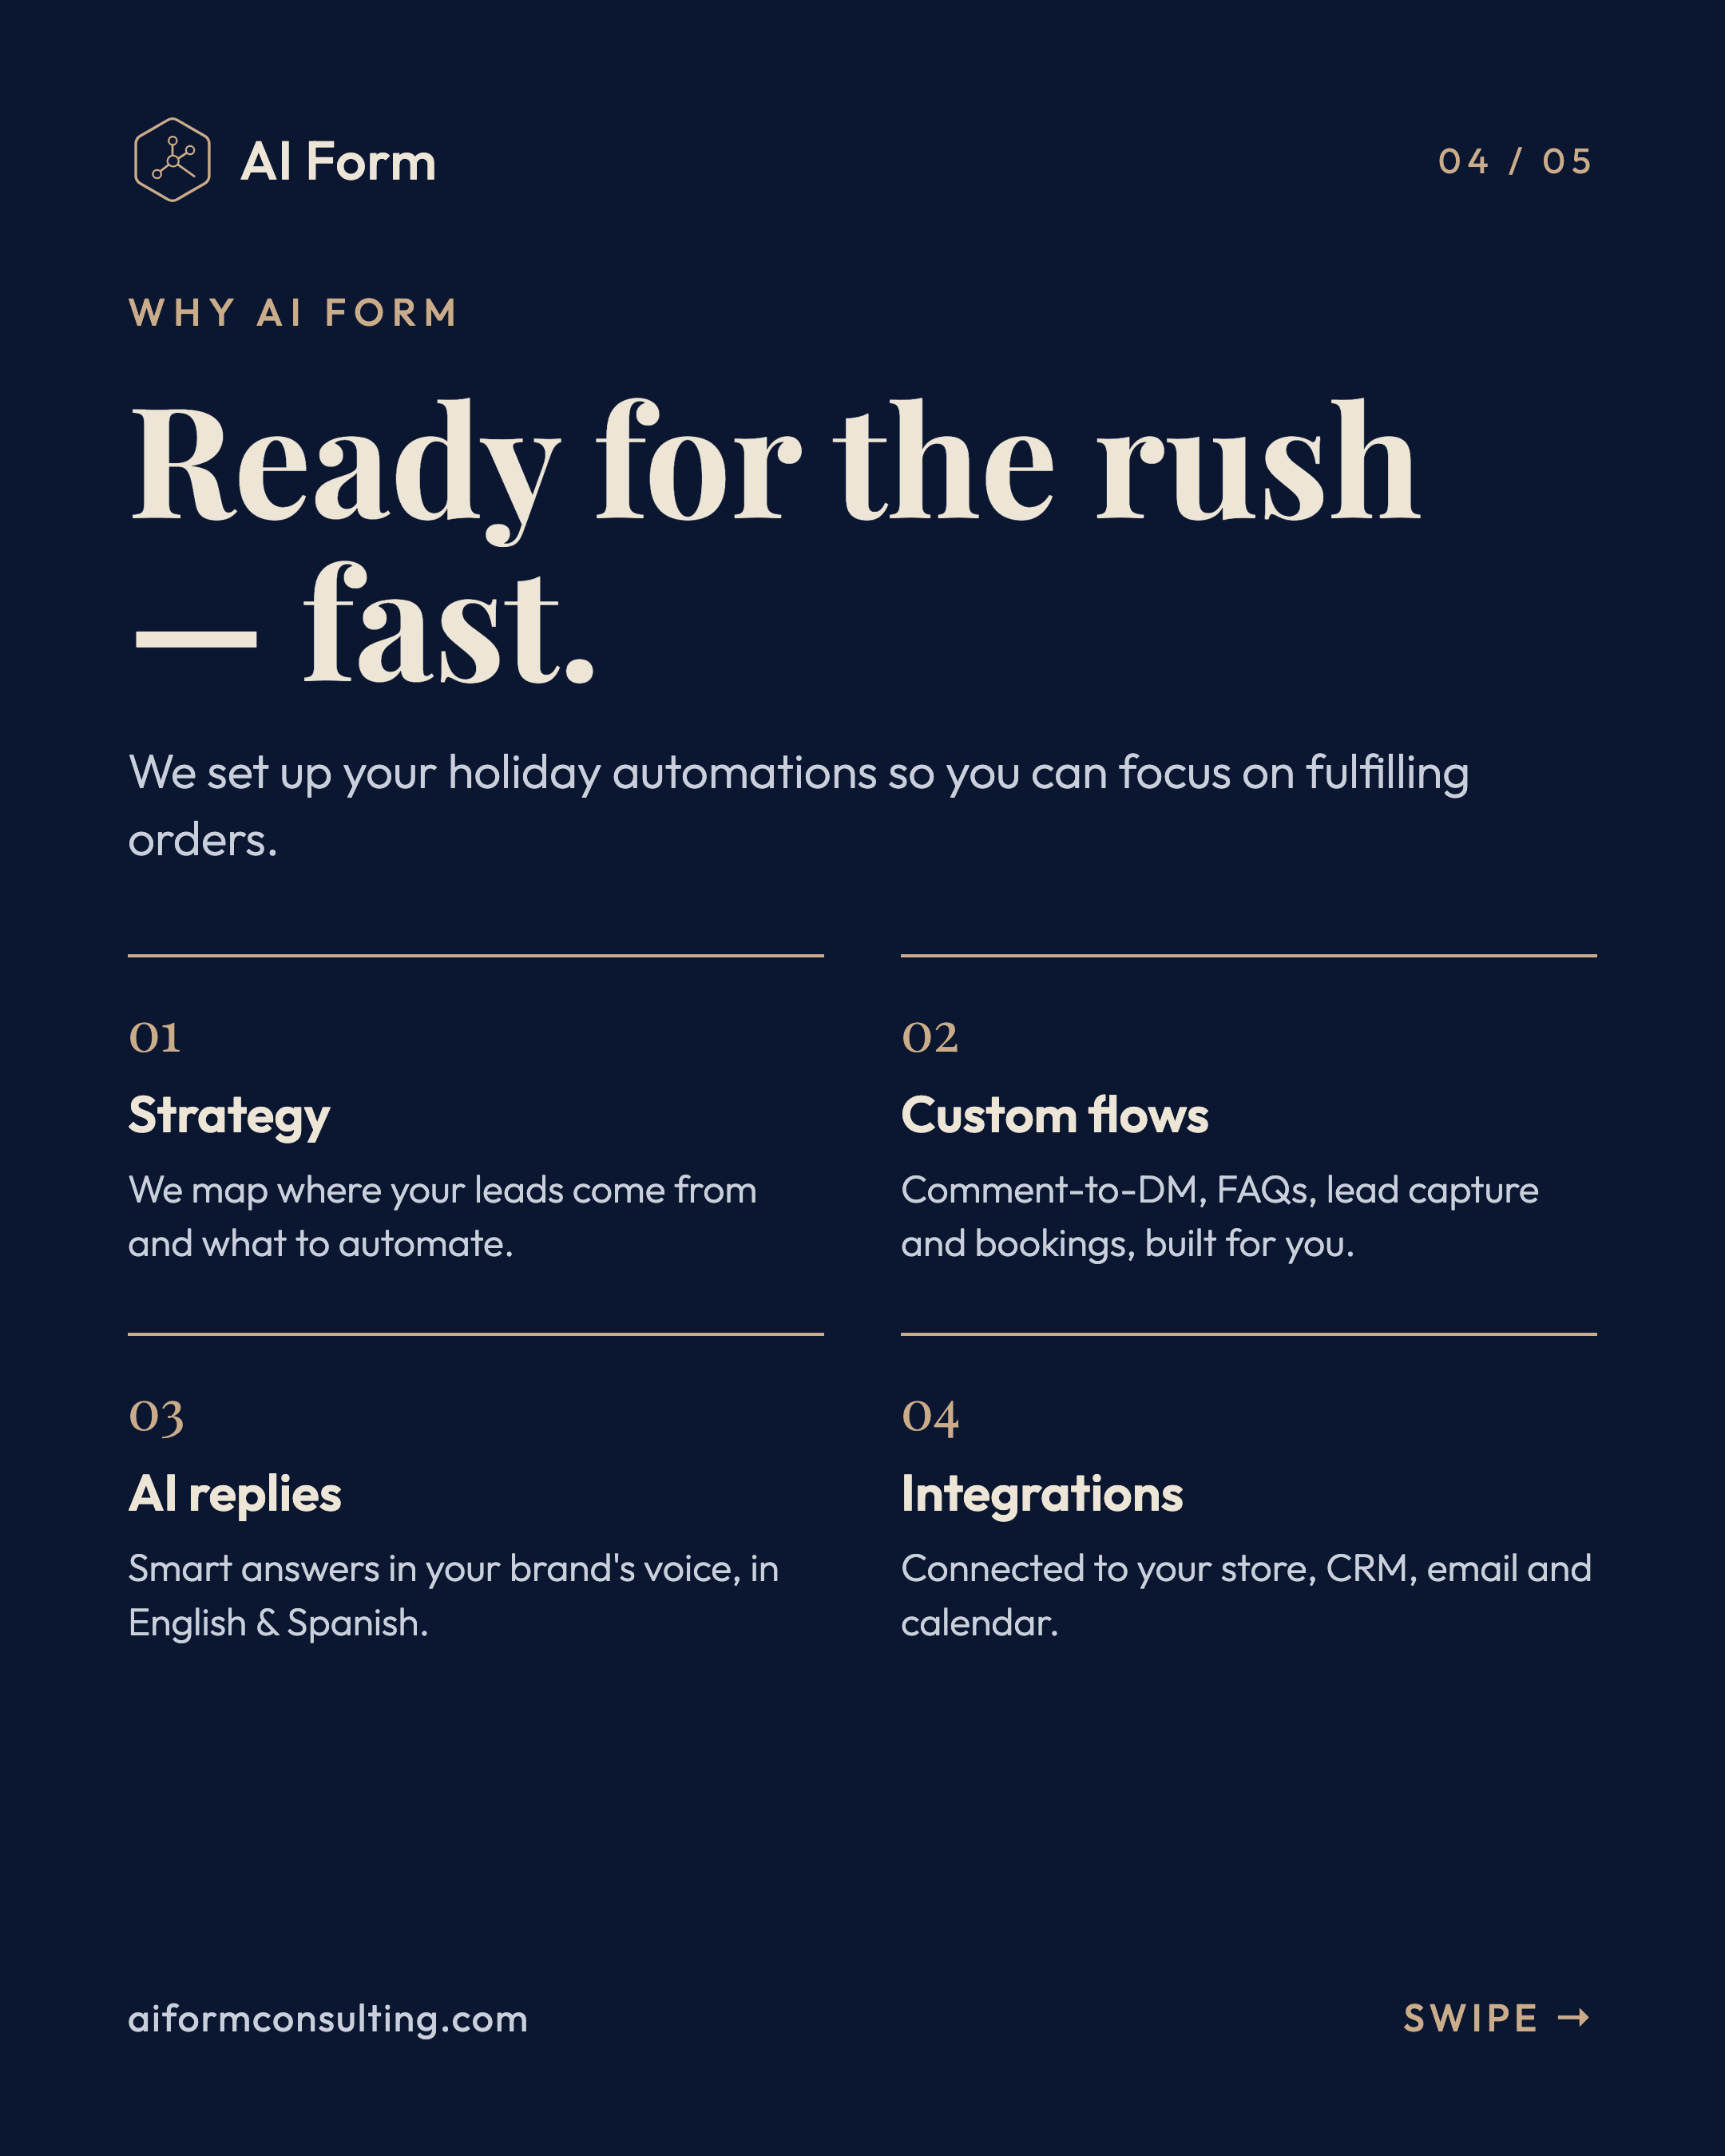 AI Form
04 / 05
WHY AI FORM
Ready for the rush
— fast.
We set up your holiday automations so you can focus on fulfilling
orders.
01
Strategy
We map where your leads come from
and what to automate.
02
Custom flows
Comment-to-DM, FAQs, lead capture
and bookings, built for you.
03
AI replies
Smart answers in your brand's voice, in
English & Spanish.
04
Integrations
Connected to your store, CRM, email and
calendar.
aiformconsulting.com
SWIPE →